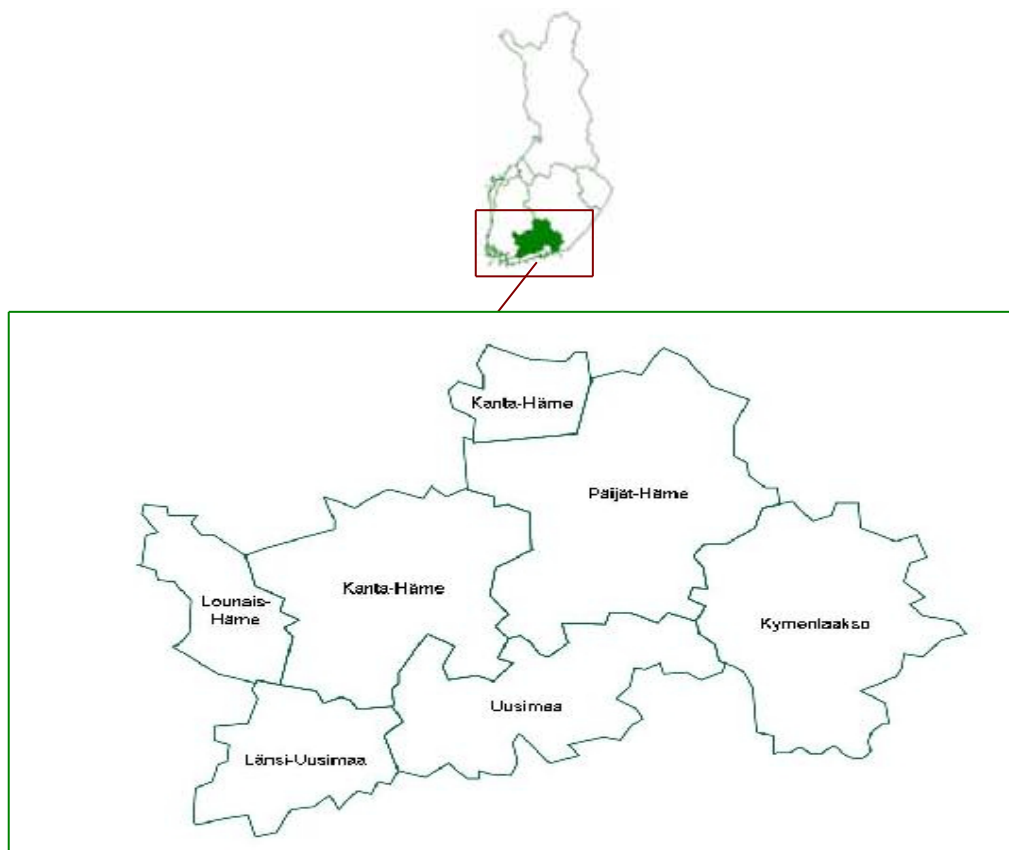 Kanta-Häme
Päijät-Häme
Kanta-Häme
Lounais-
Häme
Kymenlaakso
Uusimaa
Länsi-Uusimaa